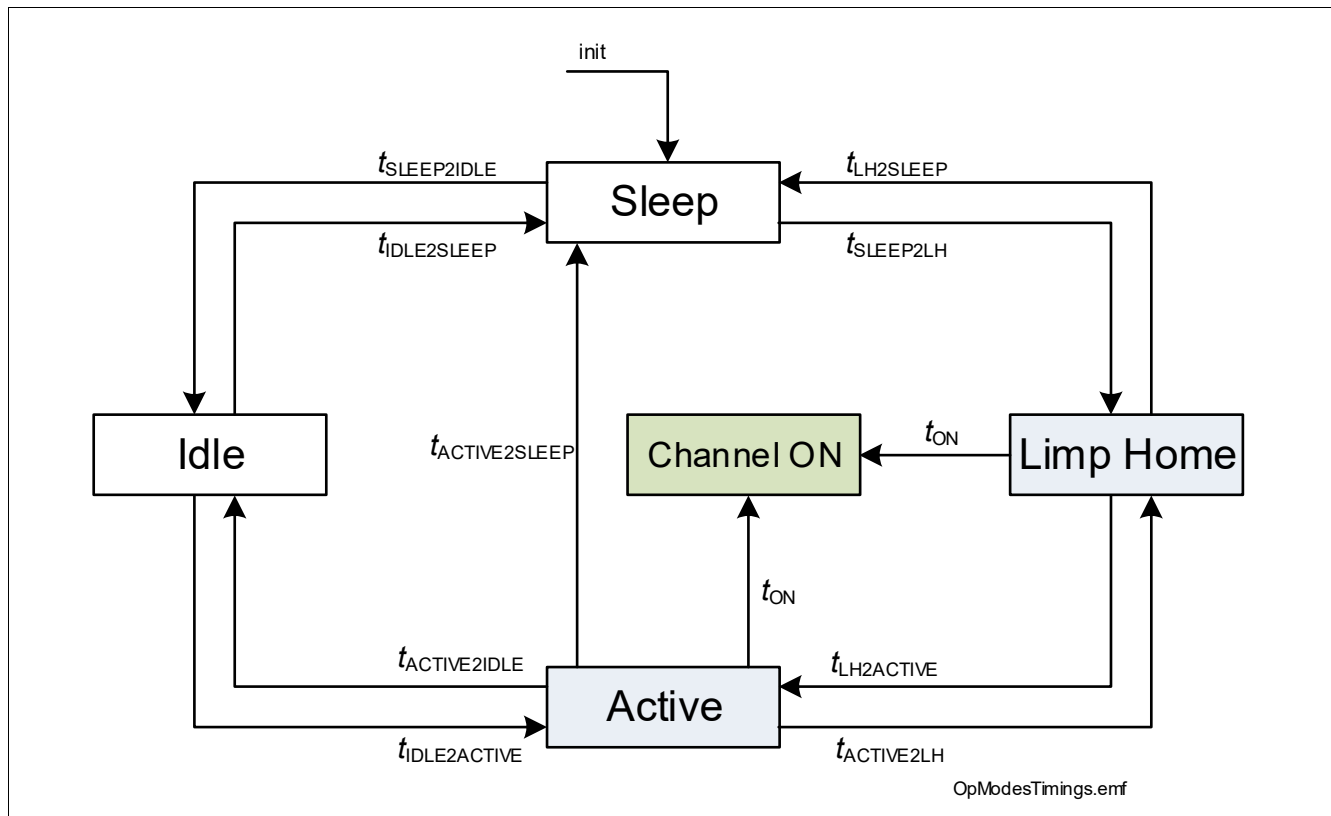 init
tSLEEP2IDLE
tLH2SLEEP
Sleep
tIDLE2SLEEP
tSLEEP2LH
Idle
tACTIVE2SLEEP
Channel ON
tON
Limp Home
tON
tACTIVE2IDLE
tLH2ACTIVE
Active
tIDLE2ACTIVE
tACTIVE2LH
OpModesTimings.emf